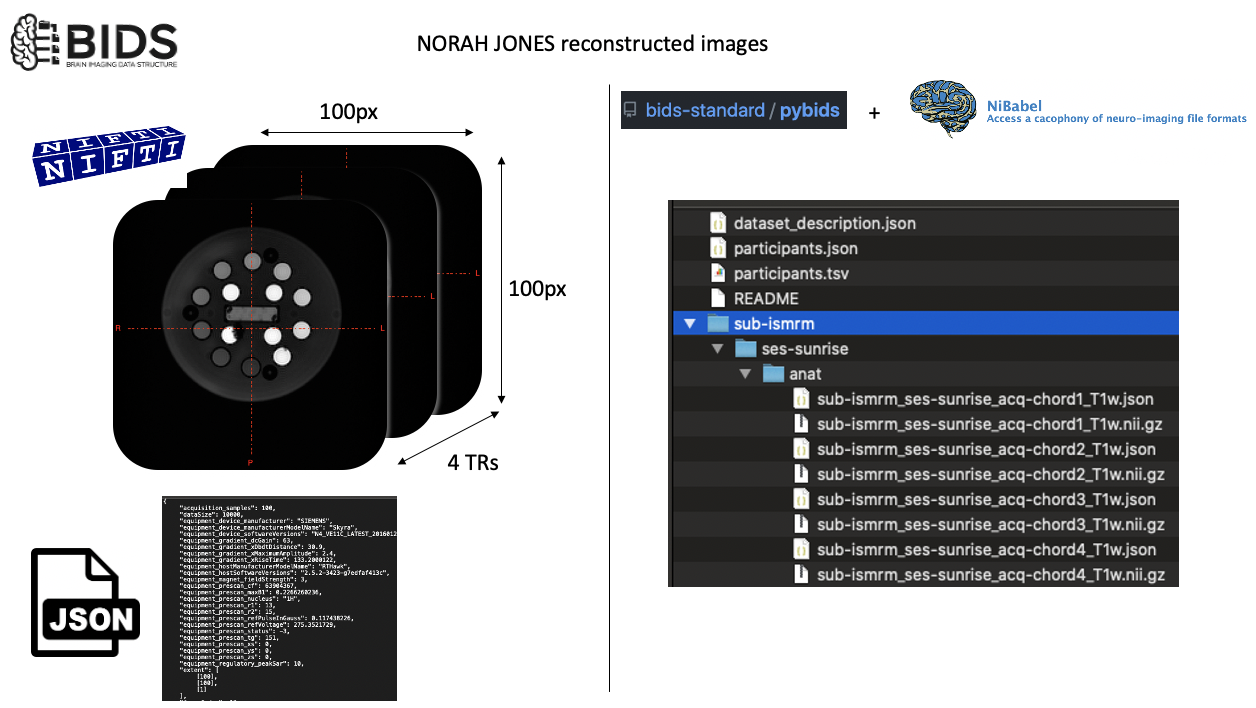 BIDS
BRAIN IMAGING DATA STRUCTURE
NORAH JONES reconstructed images
100px
NIFTI
NIFTI
L
L
R
L
P
100px
4 TRs
JSON
{
"acquisition_samples": 100,
"dataSize": 10000,
"equipment_device_manufacturer": "SIEMENS",
"equipment_device_manufacturerModelName": "Skyra",
"equipment_device_softwareVersions": "N4_VE11C_LATEST_2016012
"equipment_gradient_dcGain": 63,
"equipment_gradient_xDbdtDistance": 30.9,
"equipment_gradient_xMaximumAmplitude": 2.4,
"equipment_gradient_xRiseTime": 133.2000122,
"equipment_hostManufacturerModelName": "RTHawk",
"equipment_hostSoftwareVersions": "2.5.2-3423-g7edfbf413c",
"equipment_magnet_fieldStrength": 3,
"equipment_prescan_cf": 63904367,
"equipment_prescan_maxB1": 0.2266260236,
"equipment_prescan_nucleus": "1H",
"equipment_prescan_r1": 13,
"equipment_prescan_r2": 15,
"equipment_prescan_refPulseInGauss": 0.117438226,
"equipment_prescan_refVoltage": 275.3521729,
"equipment_prescan_status": -3,
"equipment_prescan_tg": 151,
"equipment_prescan_xs": 0,
"equipment_prescan_ys": 0,
"equipment_prescan_zs": 0,
"equipment_regulatory_peakSar": 10,
"extent": [
[100],
[100],
[1]
],
bids-standard / pybids
+
NiBabel
Access a cacophony of neuro-imaging file formats
dataset_description.json
participants.json
participants.tsv
README
sub-ismrm
ses-sunrise
anat
sub-ismrm_ses-sunrise_acq-chord1_T1w.json
sub-ismrm_ses-sunrise_acq-chord1_T1w.nii.gz
sub-ismrm_ses-sunrise_acq-chord2_T1w.json
sub-ismrm_ses-sunrise_acq-chord2_T1w.nii.gz
sub-ismrm_ses-sunrise_acq-chord3_T1w.json
sub-ismrm_ses-sunrise_acq-chord3_T1w.nii.gz
sub-ismrm_ses-sunrise_acq-chord4_T1w.json
sub-ismrm_ses-sunrise_acq-chord4_T1w.nii.gz